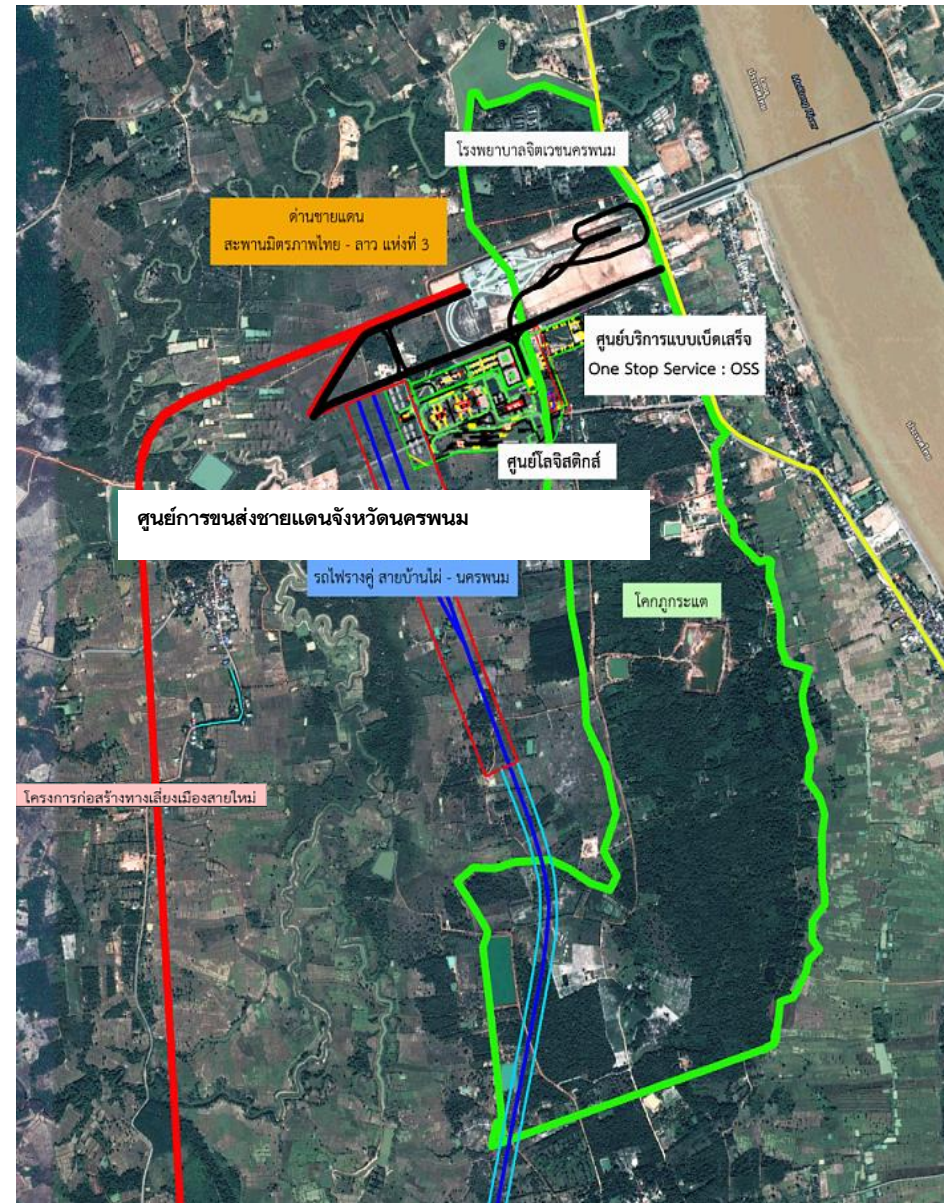 Mekong River
โรงพยาบาลจิตเวชนครพนม
ด่านชายแดน
สะพานมิตรภาพไทย - ลาว แห่งที่ 3
ศูนย์บริการแบบเบ็ดเสร็จ
One Stop Service : OSS
ศูนย์โลจิสติกส์
ศูนย์การขนส่งชายแดนจังหวัดนครพนม
รถไฟรางคู่ สายบ้านไผ่ - นครพนม
โคกภูกระแต
โครงการก่อสร้างทางเลี่ยงเมืองสายใหม่